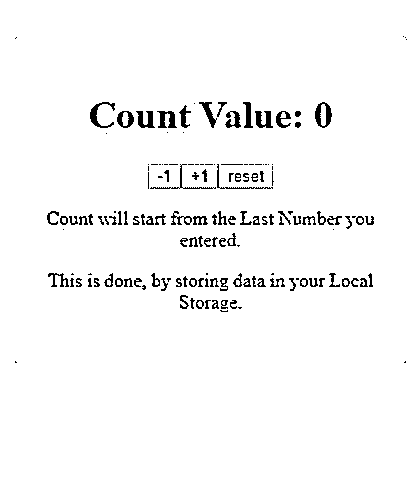 Count Value: 0
-1 +1 reset
Count will start from the Last Number you
entered.
This is done, by storing data in your Local
Storage.